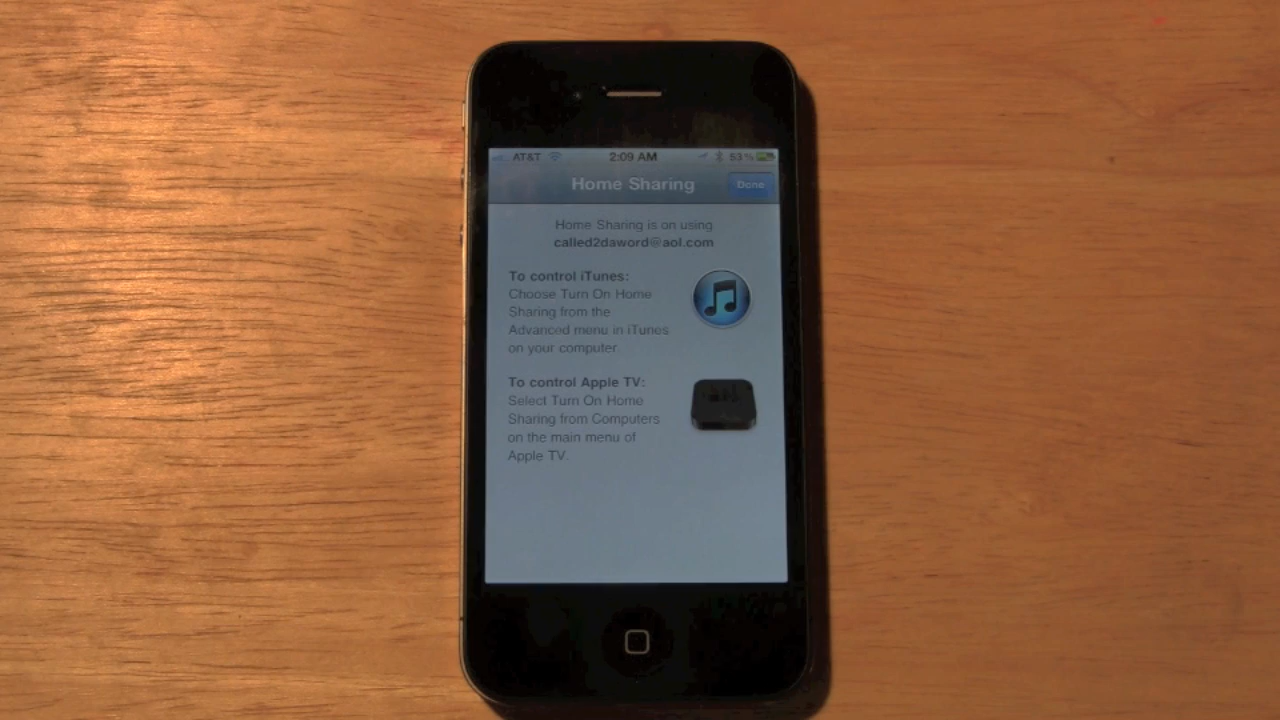 AT&T 2:09 AM 53%
Home Sharing Done
Home Sharing is on using
called2daword@aol.com
To control iTunes:
Choose Turn On Home
Sharing from the
Advanced menu in iTunes
on your computer.
To control Apple TV:
Select Turn On Home
Sharing from Computers
on the main menu of
Apple TV.